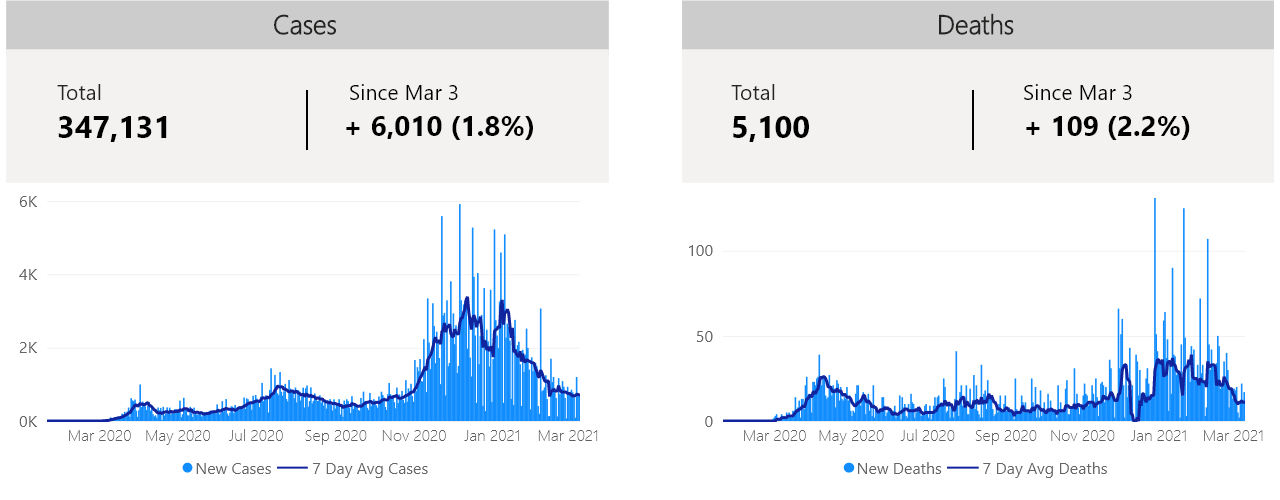 Cases
Total
Since Mar 3
347,131
+ 6,010 (1.8%)
6K
4K
2K
0K
Mar 2020 May 2020 Jul 2020 Sep 2020 Nov 2020 Jan 2021 Mar 2021
New Cases 7 Day Avg Cases
Deaths
Total
Since Mar 3
5,100
+ 109 (2.2%)
100
50
0
Mar 2020 May 2020 Jul 2020 Sep 2020 Nov 2020 Jan 2021 Mar 2021
New Deaths 7 Day Avg Deaths